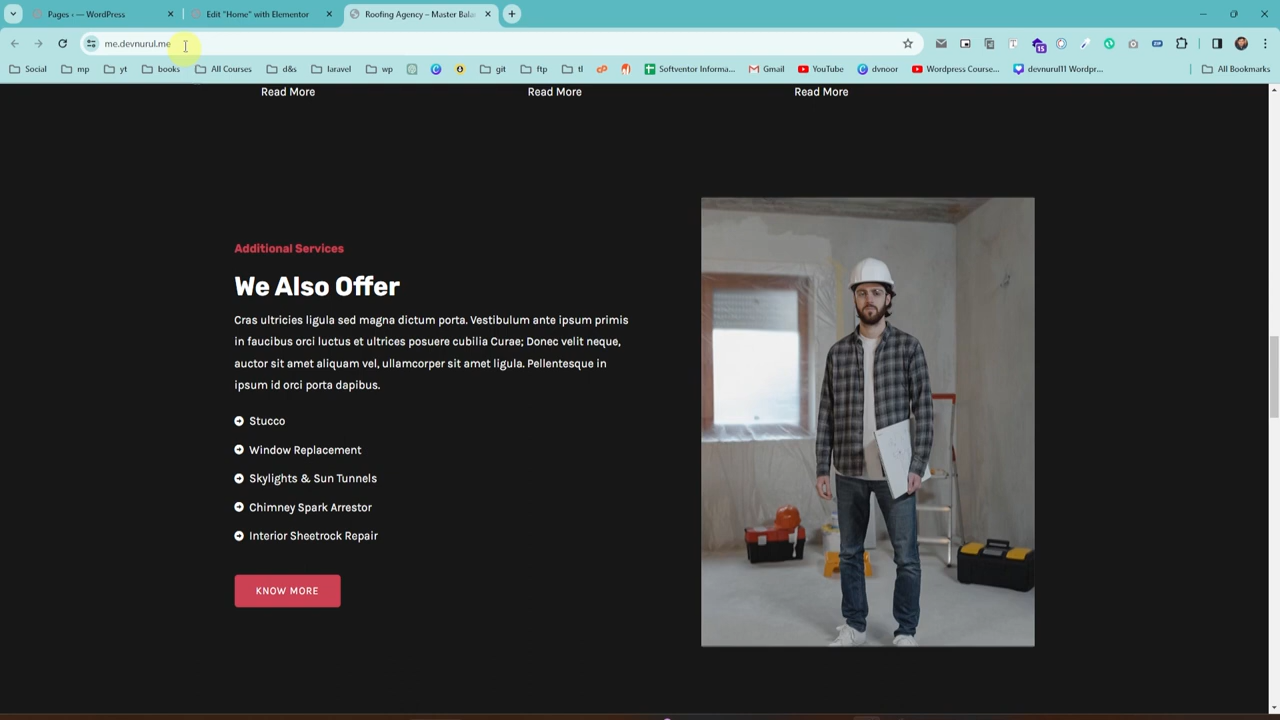 Pages ‹ — WordPress
Edit "Home" with Elementor
Roofing Agency – Master Bala
me.devnurul.me
15
Social
mp
yt
books
All Courses
d&s
laravel
wp
git
ftp
tl
Softventor Informa...
Gmail
YouTube
dvnoor
Wordpress Course...
devnurul11 Wordpr...
All Bookmarks
Read More
Read More
Read More
Additional Services
We Also Offer
Cras ultricies ligula sed magna dictum porta. Vestibulum ante ipsum primis
in faucibus orci luctus et ultrices posuere cubilia Curae; Donec velit neque,
auctor sit amet aliquam vel, ullamcorper sit amet ligula. Pellentesque in
ipsum id orci porta dapibus.
Stucco
Window Replacement
Skylights & Sun Tunnels
Chimney Spark Arrestor
Interior Sheetrock Repair
KNOW MORE